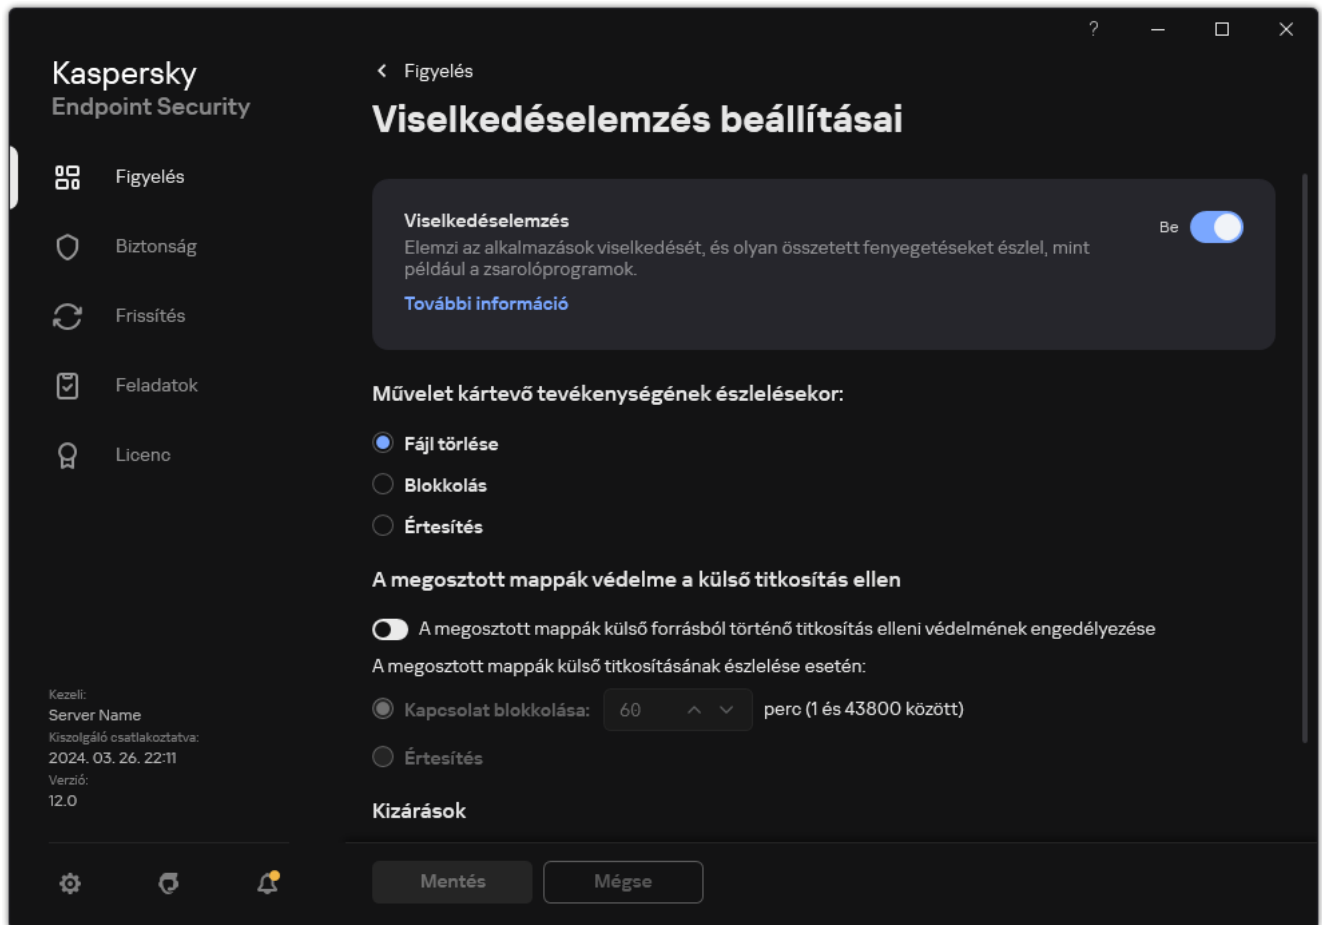 ?
Kaspersky
Endpoint Security
Figyelés
Biztonság
Frissítés
Feladatok
Licenc
Kezeli:
Server Name
Kiszolgáló csatlakoztatva:
2024. 03. 26. 22:11
Verzió:
12.0
Figyelés
Viselkedéselemzés beállításai
Viselkedéselemzés
Elemzi az alkalmazások viselkedését, és olyan összetett fenyegetéseket észlel, mint
például a zsarolóprogramok.
További információ
Be
Művelet kártevő tevékenységének észlelésekor:
Fájl törlése
Blokkolás
Értesítés
A megosztott mappák védelme a külső titkosítás ellen
A megosztott mappák külső forrásból történő titkosítás elleni védelmének engedélyezése
A megosztott mappák külső titkosításának észlelése esetén:
Kapcsolat blokkolása: 60 perc (1 és 43800 között)
Értesítés
Kizárások
Mentés
Mégse